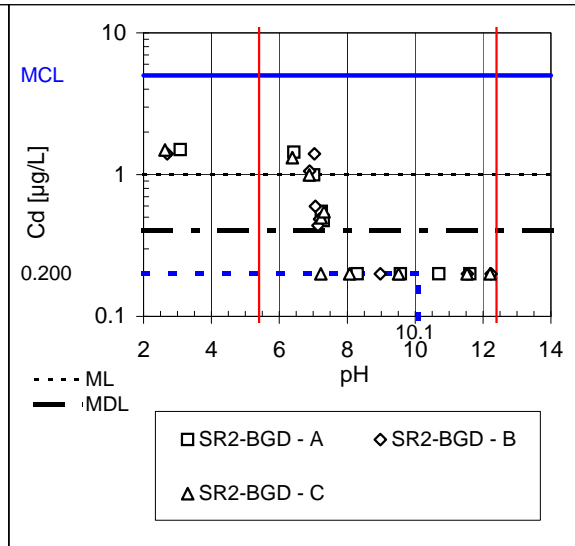 10
MCL
Cd [µg/L]
1
0.200
0.1
10.1
2 4 6 8 10 12 14
pH
ML
MDL
SR2-BGD - A SR2-BGD - B
SR2-BGD - C